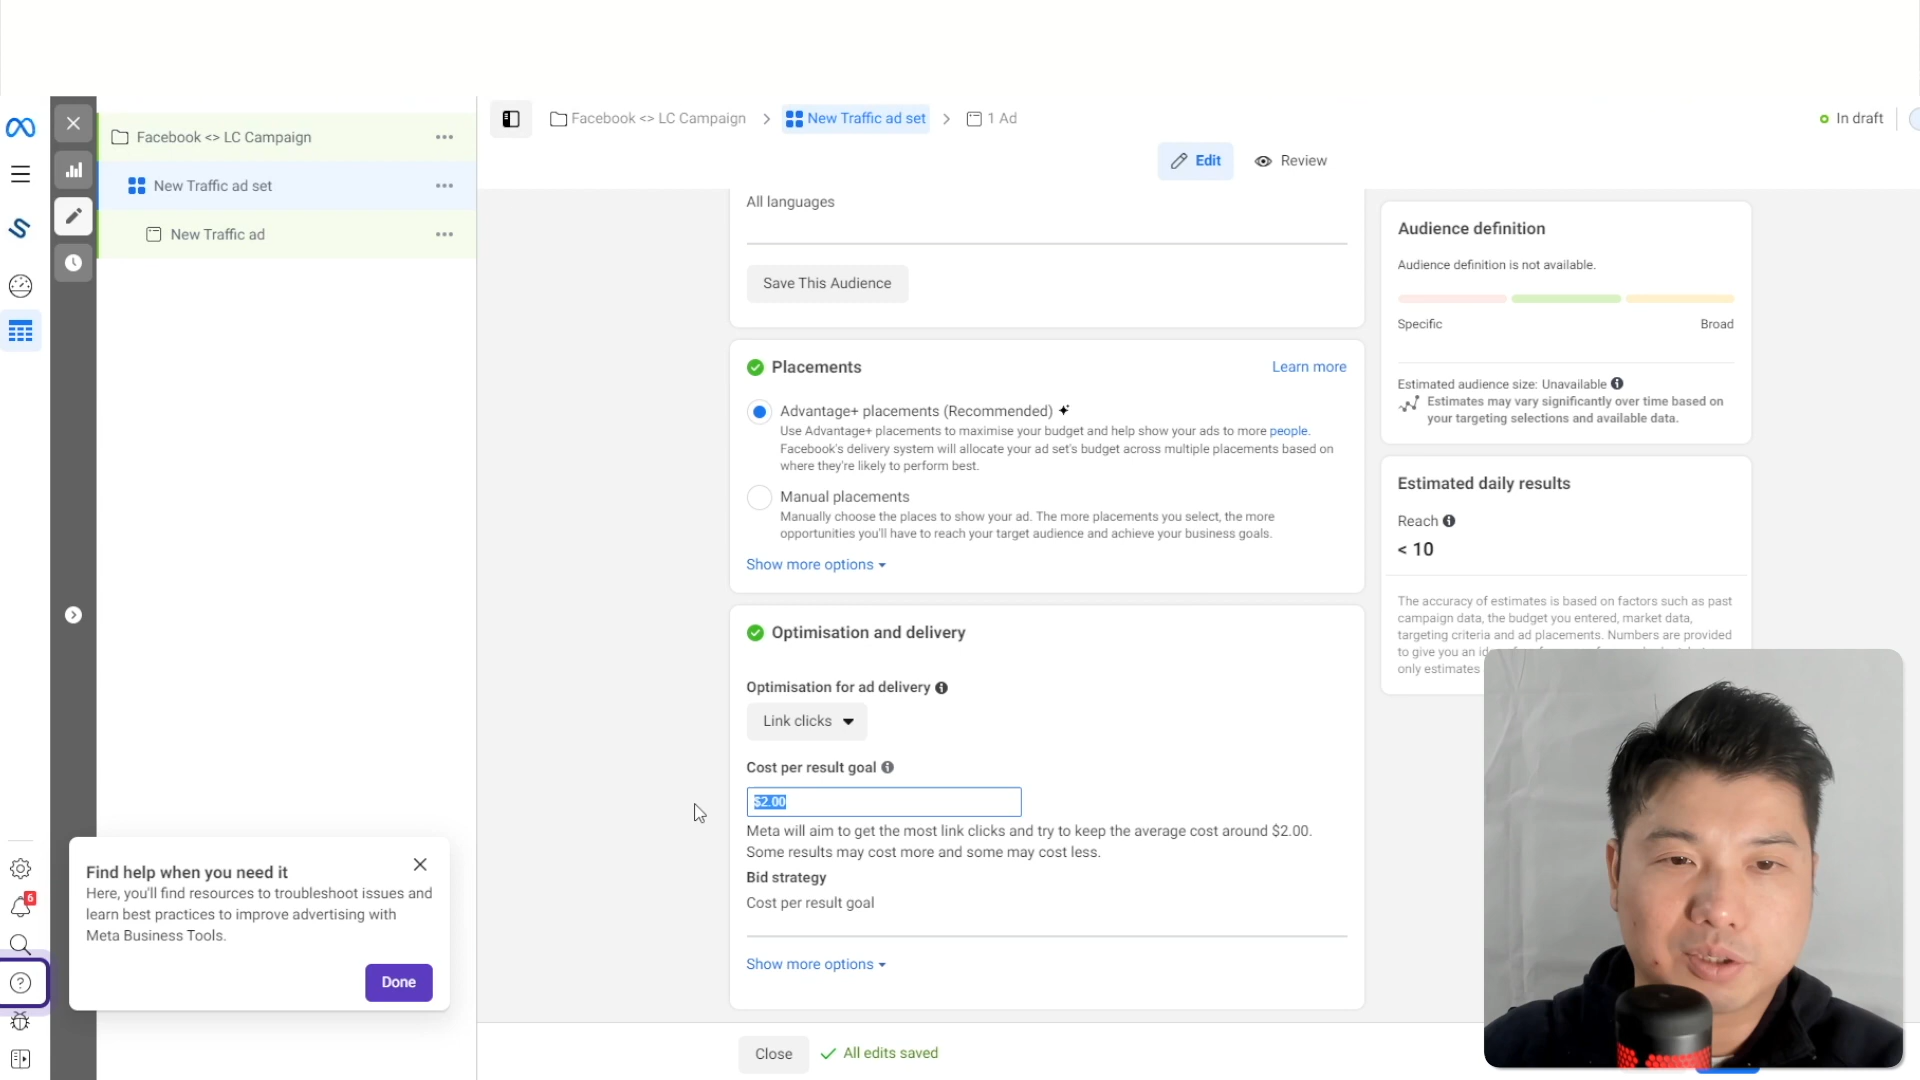 Facebook <> LC Campaign
New Traffic ad set
New Traffic ad
Facebook <> LC Campaign
New Traffic ad set
1 Ad
In draft
Edit
Review
All languages
Save This Audience
Placements
Learn more
Advantage+ placements (Recommended)
Use Advantage+ placements to maximise your budget and help show your ads to more people.
Facebook's delivery system will allocate your ad set's budget across multiple placements based on
where they're likely to perform best.
Manual placements
Manually choose the places to show your ad. The more placements you select, the more
opportunities you'll have to reach your target audience and achieve your business goals.
Show more options
Optimisation and delivery
Optimisation for ad delivery
Link clicks
Cost per result goal
$2.00
Meta will aim to get the most link clicks and try to keep the average cost around $2.00.
Some results may cost more and some may cost less.
Bid strategy
Cost per result goal
Show more options
Close
All edits saved
Audience definition
Audience definition is not available.
Specific
Broad
Estimated audience size: Unavailable
Estimates may vary significantly over time based on
your targeting selections and available data.
Estimated daily results
Reach
< 10
The accuracy of estimates is based on factors such as past
campaign data, the budget you entered, market data,
targeting criteria and ad placements. Numbers are provided
to give you an
only estimates
6
Find help when you need it
Here, you'll find resources to troubleshoot issues and
learn best practices to improve advertising with
Meta Business Tools.
Done